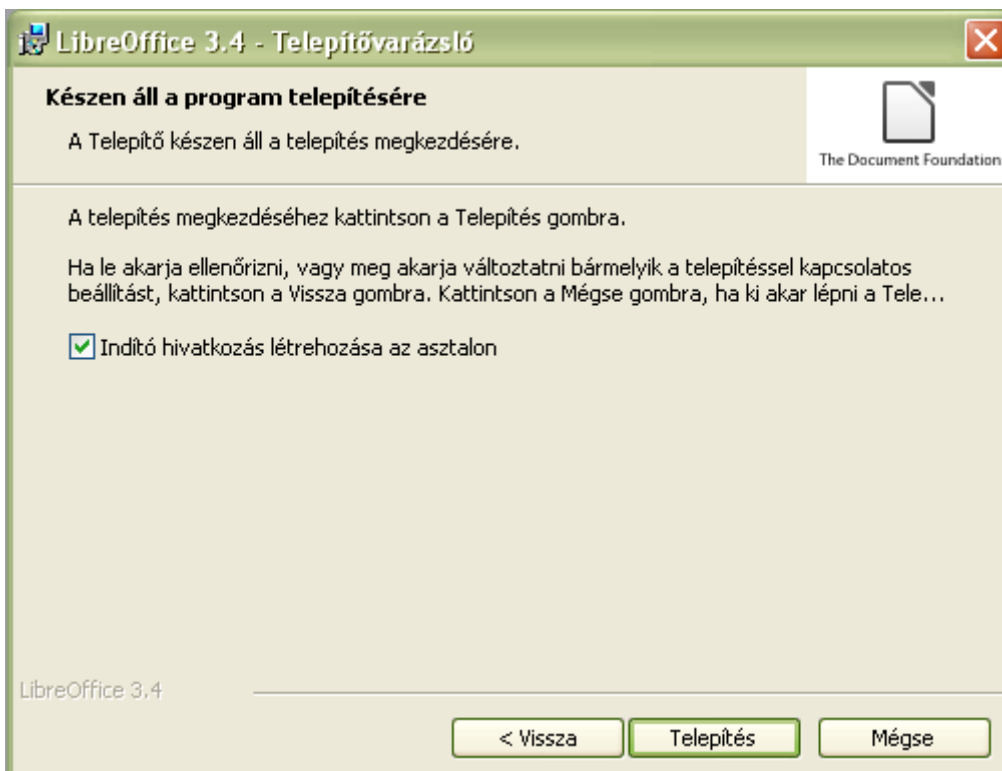 LibreOffice 3.4 - Telepítővarázsló
Készen áll a program telepítésére
A Telepítő készen áll a telepítés megkezdésére.
The Document Foundation
A telepítés megkezdéséhez kattintson a Telepítés gombra.
Ha le akarja ellenőrizni, vagy meg akarja változtatni bármelyik a telepítéssel kapcsolatos
beállítást, kattintson a Vissza gombra. Kattintson a Mégse gombra, ha ki akar lépni a Tele...
Indító hivatkozás létrehozása az asztalon
LibreOffice 3.4
< Vissza
Telepítés
Mégse